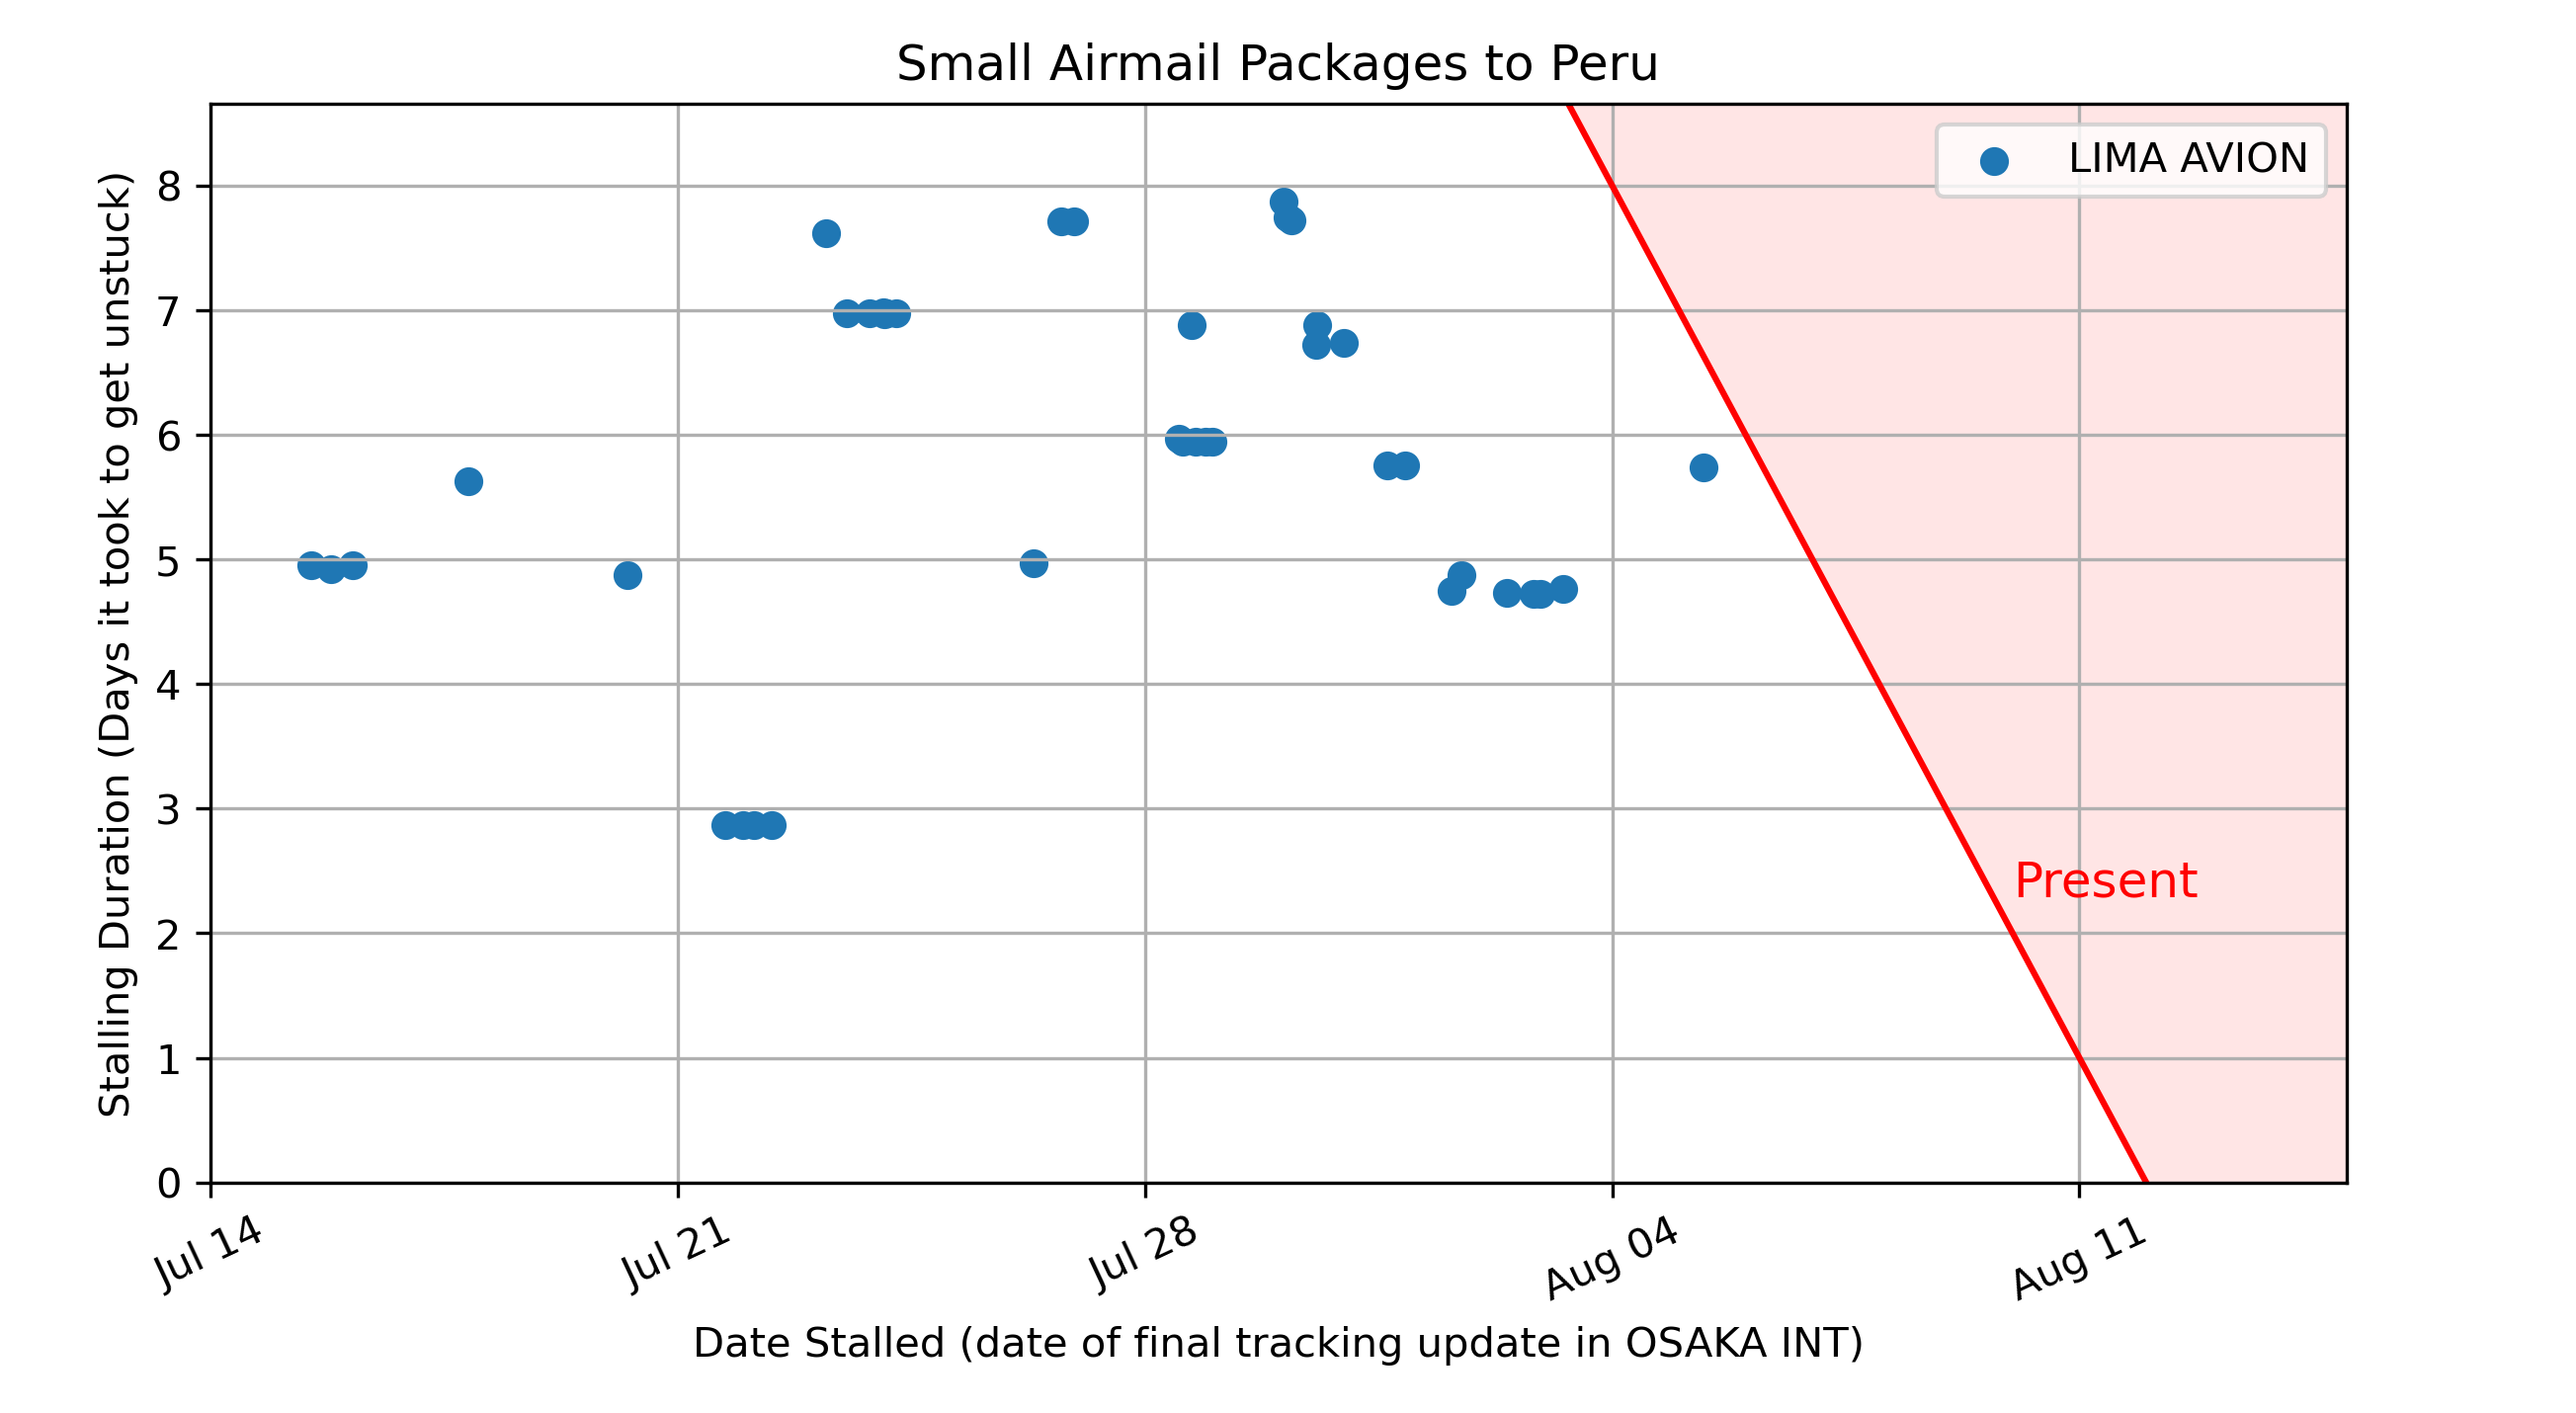 Small Airmail Packages to Peru
LIMA AVION
Stalling Duration (Days it took to get unstuck)
8
7
6
5
4
3
2
1
0
Present
Jul 14
Jul 21
Jul 28
Aug 04
Aug 11
Date Stalled (date of final tracking update in OSAKA INT)